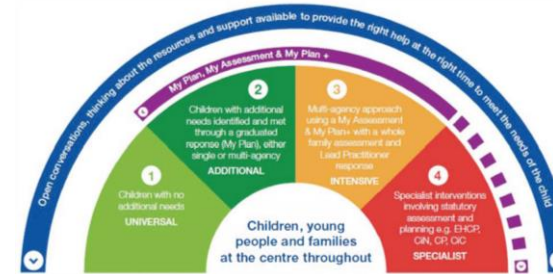 Open conversations, thinking about the resources and support available to provide the right help at the right time to meet the needs of the child
My Plan, My Assessment & My Plan +
1
Children with no
additional needs
UNIVERSAL
2
Children with additional
needs identified and met
through a graduated
reponse (My Plan), either
single or multi-agency
ADDITIONAL
3
Multi-agency approach
using a My Assessment
& My Plan+ with a whole
family assessment and
Lead Practitioner
response
INTENSIVE
4
Specialist interventions
involving statutory
assessment and
planning e.g. EHCP,
CiN, CP, CiC
SPECIALIST
Children, young
people and families
at the centre throughout